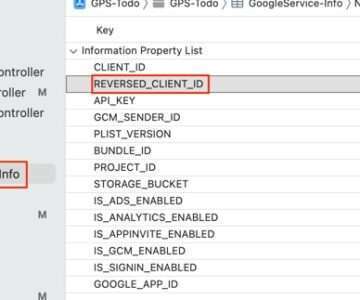 GPS-Todo > GPS-Todo > GoogleService-Info > N
Key
Information Property List
ontroller
CLIENT_ID
REVERSED_CLIENT_ID
roller M
API_KEY
ontroller
GCM_SENDER_ID
PLIST_VERSION
BUNDLE_ID
Info
PROJECT_ID
STORAGE_BUCKET
IS_ADS_ENABLED
M
IS_ANALYTICS_ENABLED
IS_APPINVITE_ENABLED
IS_GCM_ENABLED
IS_SIGNIN_ENABLED
GOOGLE_APP_ID
M